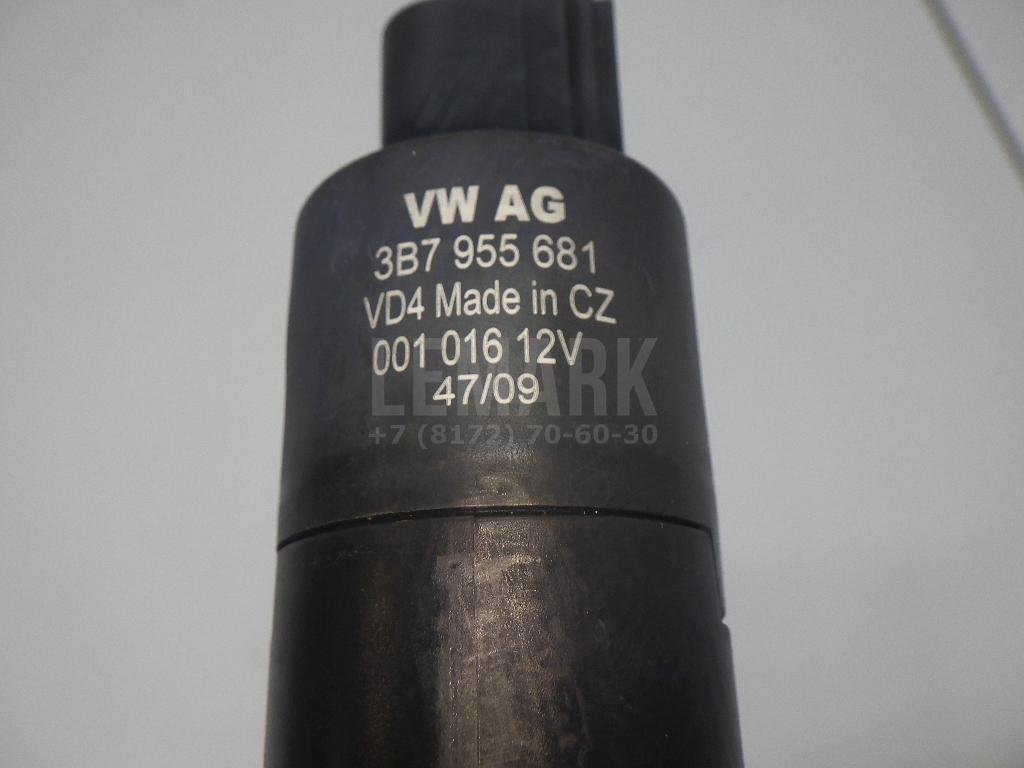 VW AG
3B7 955 681
VD4 Made in CZ
001 016 12V
LEMARK
47/09
+7 (8172) 70-60-30